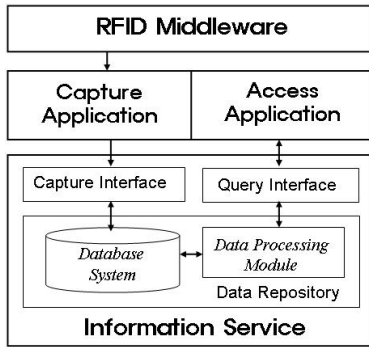 RFID Middleware
Capture
Application
Access
Application
Capture Interface
Query Interface
Database
System
Data Processing
Module
Data Repository
Information Service